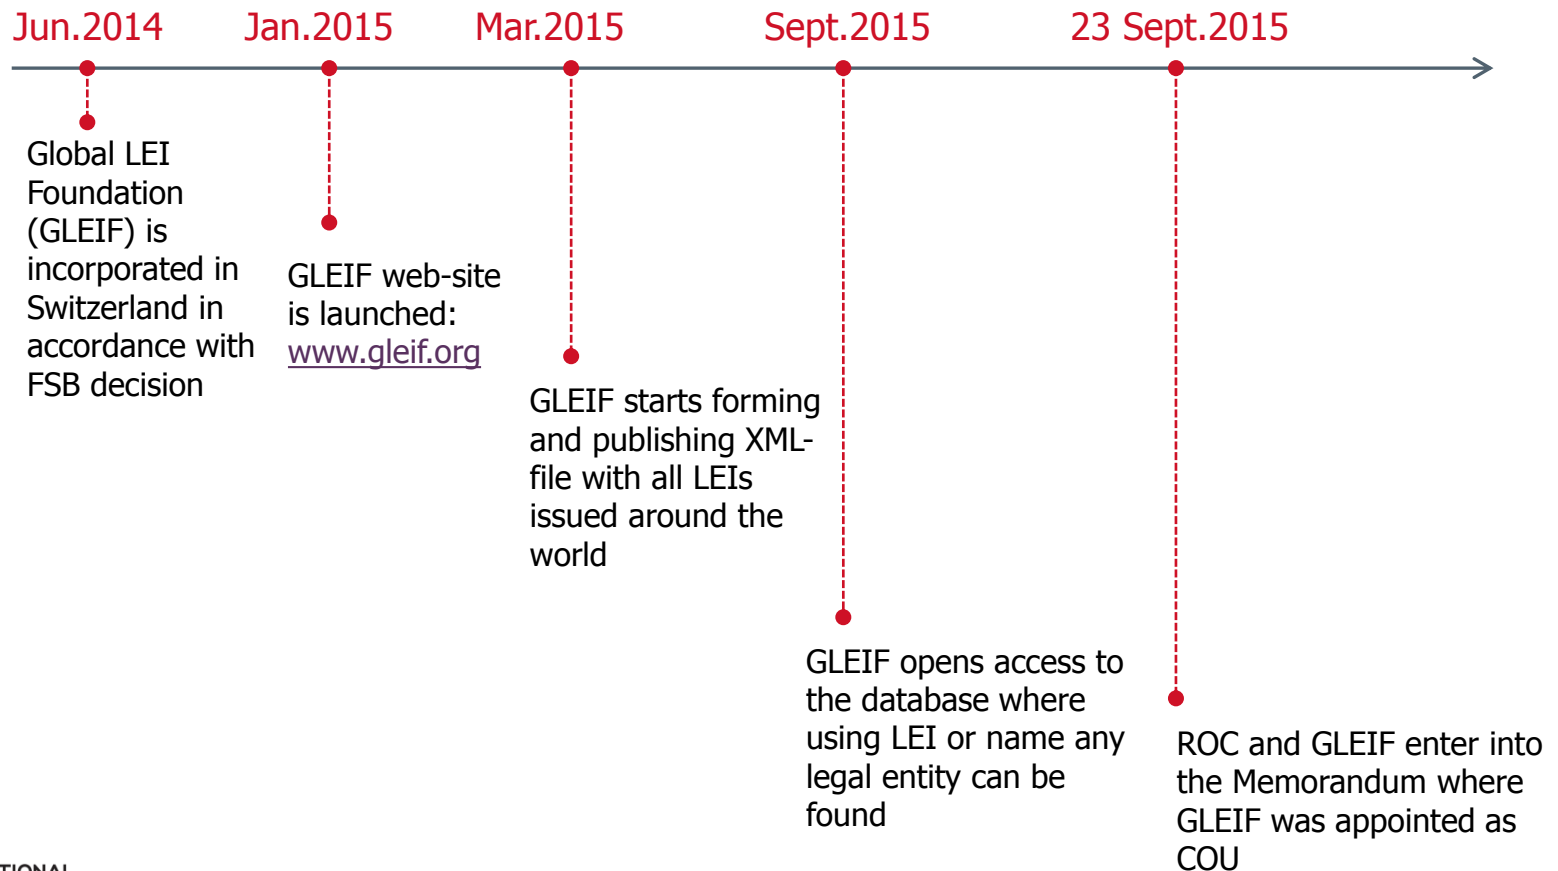 Jun.2014
Jan.2015
Mar.2015
Sept.2015
23 Sept.2015
Global LEI
Foundation
(GLEIF) is
incorporated in
Switzerland in
accordance with
FSB decision
GLEIF web-site
is launched:
www.gleif.org
GLEIF starts forming
and publishing XML-
file with all LEIs
issued around the
world
GLEIF opens access to
the database where
using LEI or name any
legal entity can be
found
ROC and GLEIF enter into
the Memorandum where
GLEIF was appointed as
COU